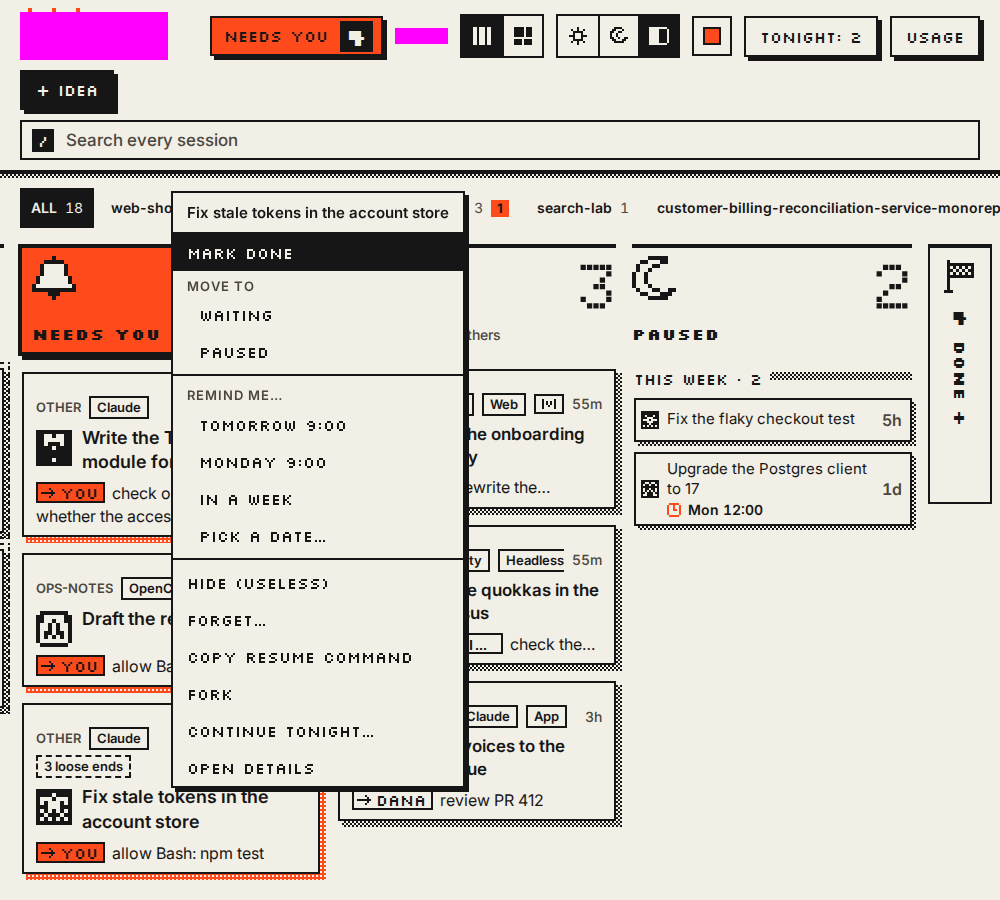 NEEDS YOU 4
TONIGHT: 2
USAGE
+ IDEA
/ Search every session
ALL 18
web-sho
3 1
search-lab 1
customer-billing-reconciliation-service-monorep
Fix stale tokens in the account store
MARK DONE
MOVE TO
WAITING
PAUSED
REMIND ME…
TOMORROW 9:00
MONDAY 9:00
IN A WEEK
PICK A DATE…
HIDE (USELESS)
FORGET…
COPY RESUME COMMAND
FORK
CONTINUE TONIGHT…
OPEN DETAILS
NEEDS YOU
OTHER Claude
Write the T
module for
→ YOU check o
whether the acces
OPS-NOTES OpenC
Draft the re
→ YOU allow Ba
OTHER Claude
3 loose ends
Fix stale tokens in the
account store
→ YOU allow Bash: npm test
3
thers
Web 55m
he onboarding
y
ewrite the…
ty Headless 55m
e quokkas in the
sus
check the…
Claude App 3h
voices to the
ue
→ DANA review PR 412
2
PAUSED
THIS WEEK · 2
Fix the flaky checkout test 5h
Upgrade the Postgres client
to 17
1d
Mon 12:00
4 DONE +